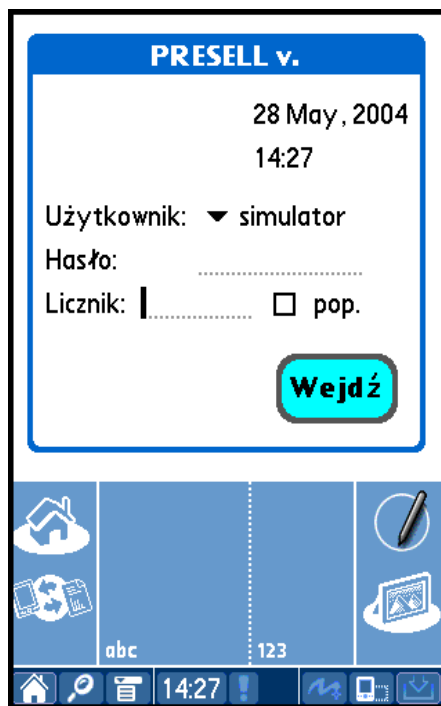 PRESELL v.
28 May, 2004
14:27
Użytkownik: simulator
Hasło:
Licznik: pop.
Wejdź
abc 123
14:27